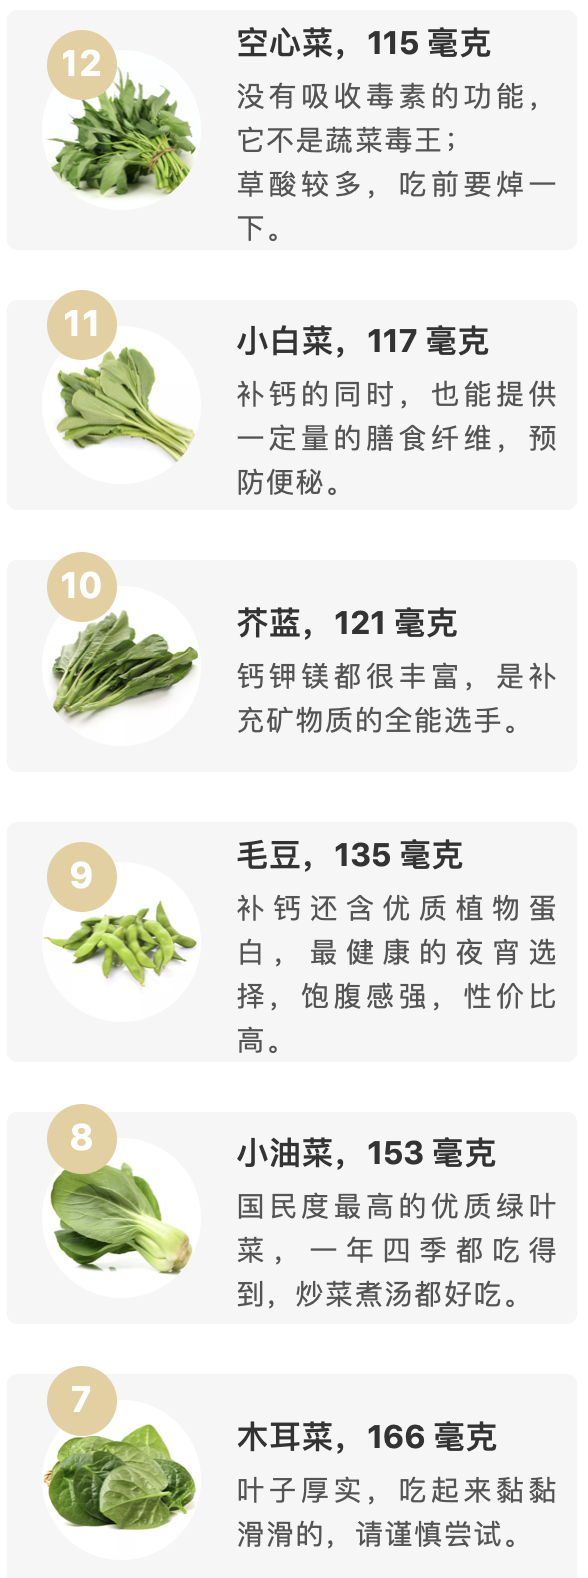 12
空心菜，115 毫克
没有吸收毒素的功能，
它不是蔬菜毒王；
草酸较多，吃前要焯一
下。
11
小白菜，117 毫克
补钙的同时，也能提供
一定量的膳食纤维，预
防便秘。
10
芥蓝，121 毫克
钙钾镁都很丰富，是补
充矿物质的全能选手。
9
毛豆，135 毫克
补钙还含优质植物蛋
白，最健康的夜宵选
择，饱腹感强，性价比
高。
8
小油菜，153 毫克
国民度最高的优质绿叶
菜，一年四季都吃得
到，炒菜煮汤都好吃。
7
木耳菜，166 毫克
叶子厚实，吃起来黏黏
滑滑的，请谨慎尝试。